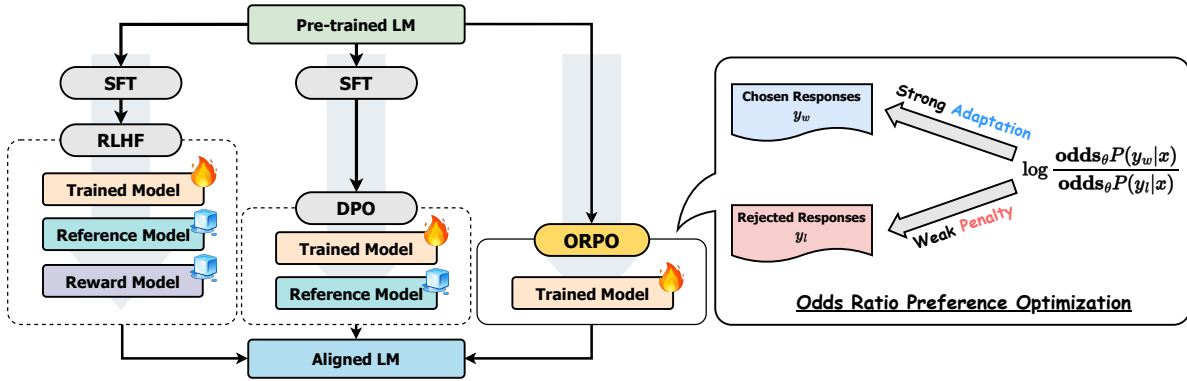 Pre-trained LM
SFT
RLHF
Trained Model
Reference Model
Reward Model
SFT
DPO
Trained Model
Reference Model
ORPO
Trained Model
Aligned LM
Chosen Responses
y_w
Strong Adaptation
log odds_θ P(y_w|x) / odds_θ P(y_l|x)
Rejected Responses
y_l
Weak Penalty
Odds Ratio Preference Optimization